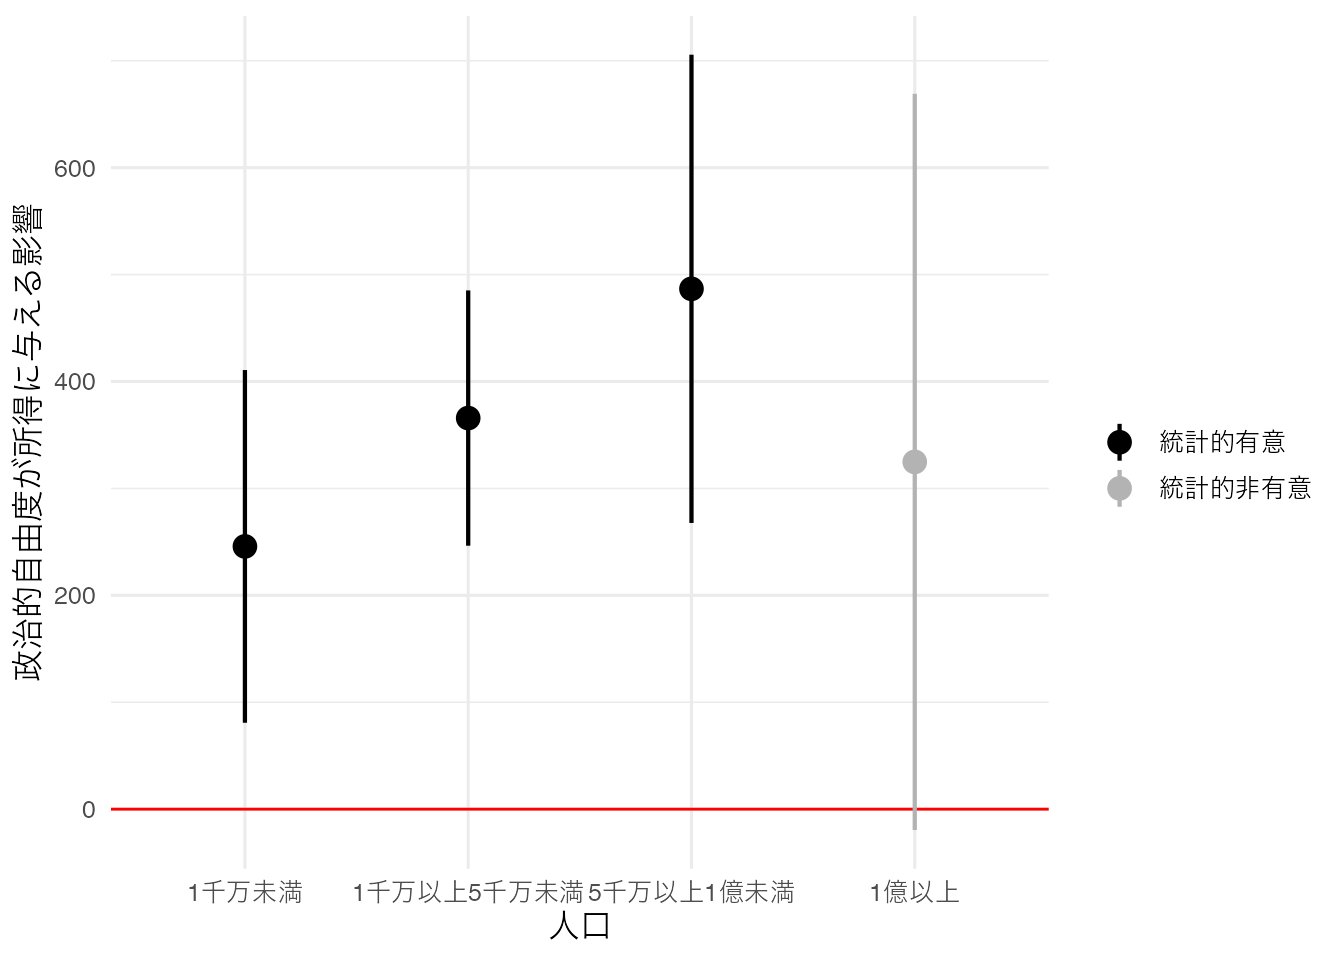 政治的自由度が所得に与える影響
600
400
200
0
1千万未満
1千万以上5千万未満
5千万以上1億未満
1億以上
人口
統計的有意
統計的非有意